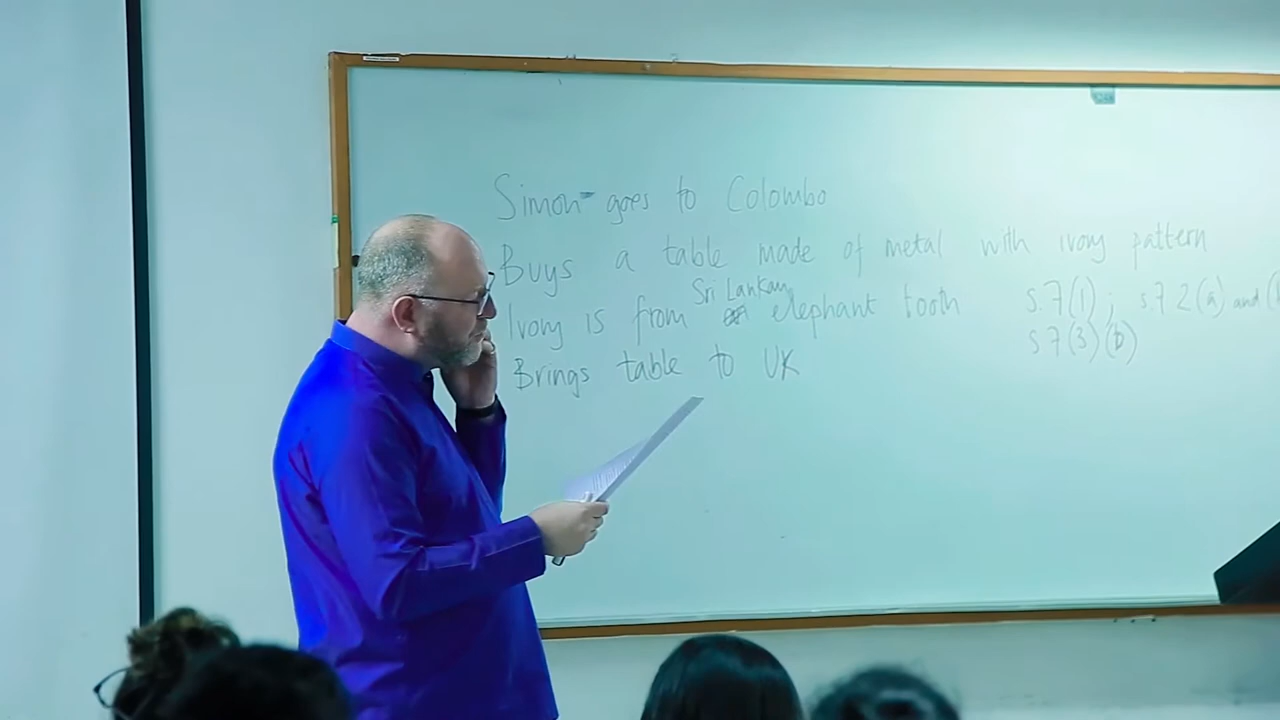 Simon goes to Colombo
Buys a table made of metal with ivory pattern
Ivory is from Sri Lankan elephant tooth
Brings table to UK
s.7(1); s.7 2(a) and
s7(3)(b)